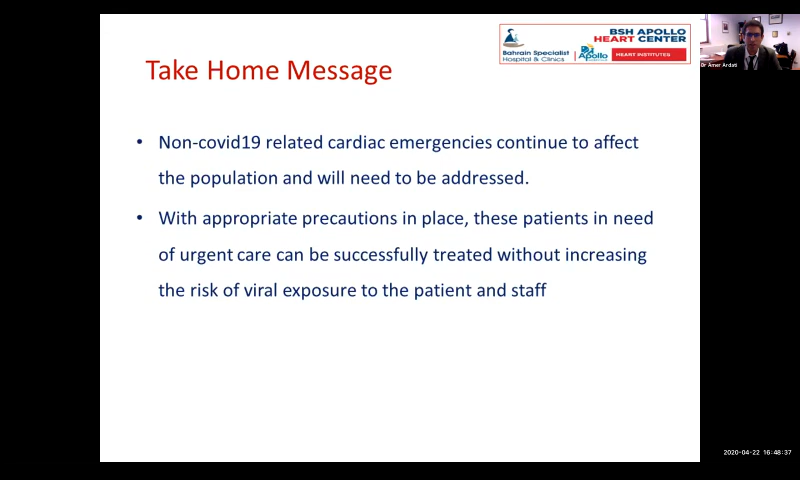 BSH APOLLO
HEART CENTER
Bahrain Specialist
Hospital & Clinics
Apollo
HEART INSTITUTES
Dr Amer Ardati
Take Home Message
• Non-covid19 related cardiac emergencies continue to affect
the population and will need to be addressed.
• With appropriate precautions in place, these patients in need
of urgent care can be successfully treated without increasing
the risk of viral exposure to the patient and staff
2020-04-22 16:48:37